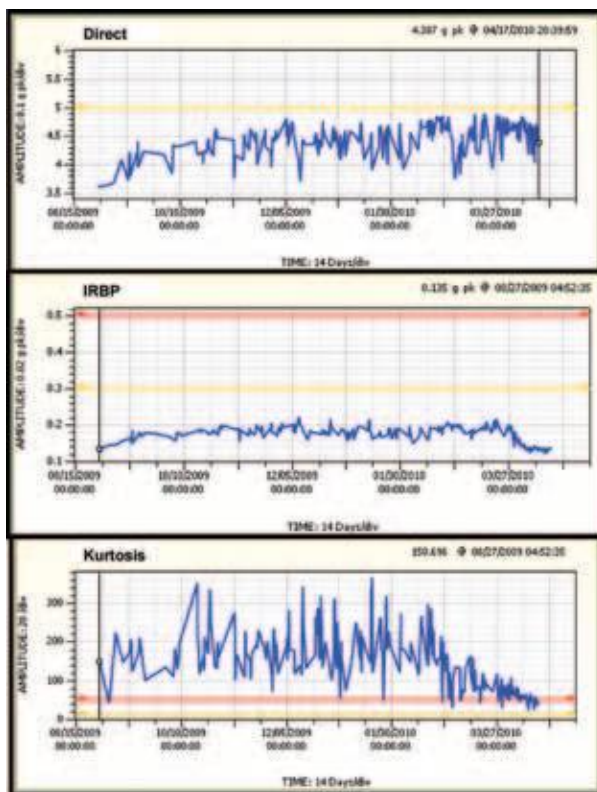 Direct
4.387 g pk @ 04/17/2010 20:39:59
AMPLITUDE: 0.1 g pk/div
6
5.5
5
4.5
4
3.5
08/15/2009 10/10/2009 12/05/2009 01/30/2010 03/27/2010
00:00:00 00:00:00 00:00:00 00:00:00 00:00:00
TIME: 14 Days/div
IRBP
0.135 g pk @ 08/27/2009 04:52:35
AMPLITUDE: 0.02 g pk/div
0.5
0.4
0.3
0.2
0.1
08/15/2009 10/10/2009 12/05/2009 01/30/2010 03/27/2010
00:00:00 00:00:00 00:00:00 00:00:00 00:00:00
TIME: 14 Days/div
Kurtosis
150.696 @ 08/27/2009 04:52:35
AMPLITUDE: 20 /div
300
200
100
0
08/15/2009 10/10/2009 12/05/2009 01/30/2010 03/27/2010
00:00:00 00:00:00 00:00:00 00:00:00 00:00:00
TIME: 14 Days/div